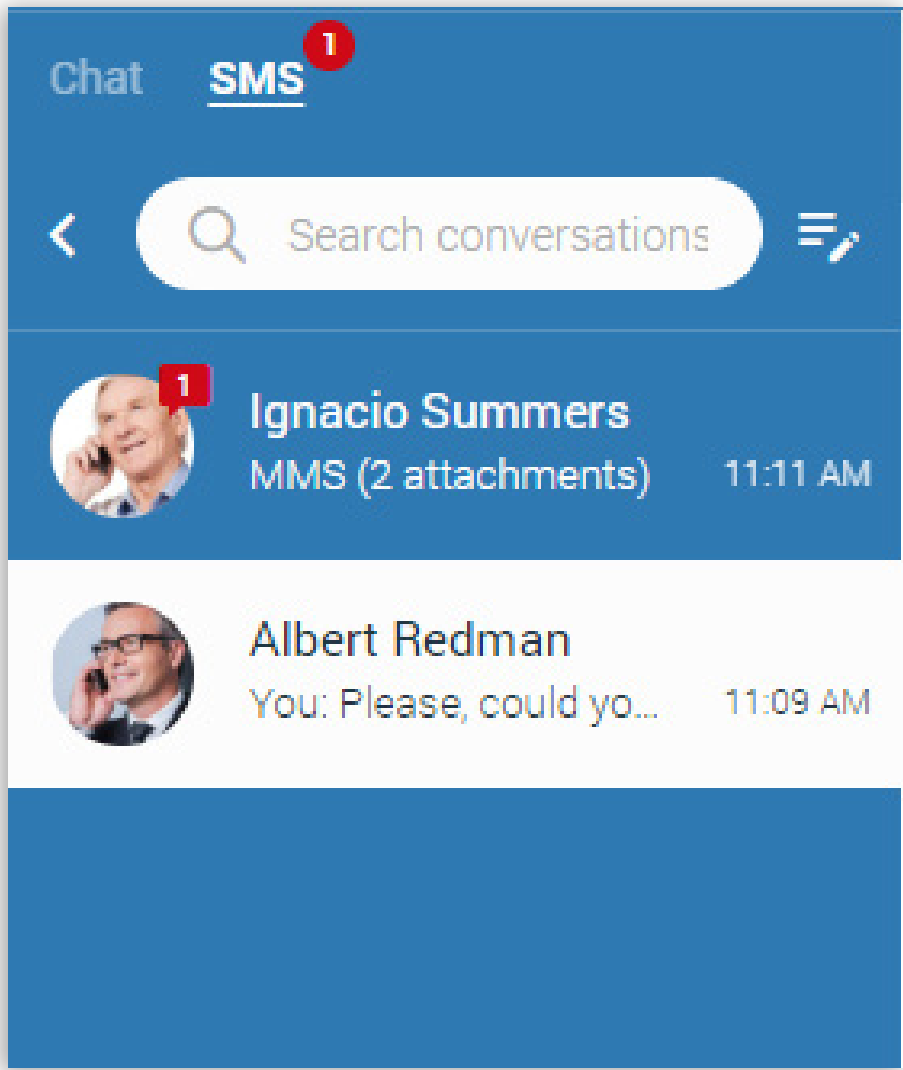 Chat SMS 1
Search conversations
1
Ignacio Summers
MMS (2 attachments) 11:11 AM
Albert Redman
You: Please, could yo... 11:09 AM